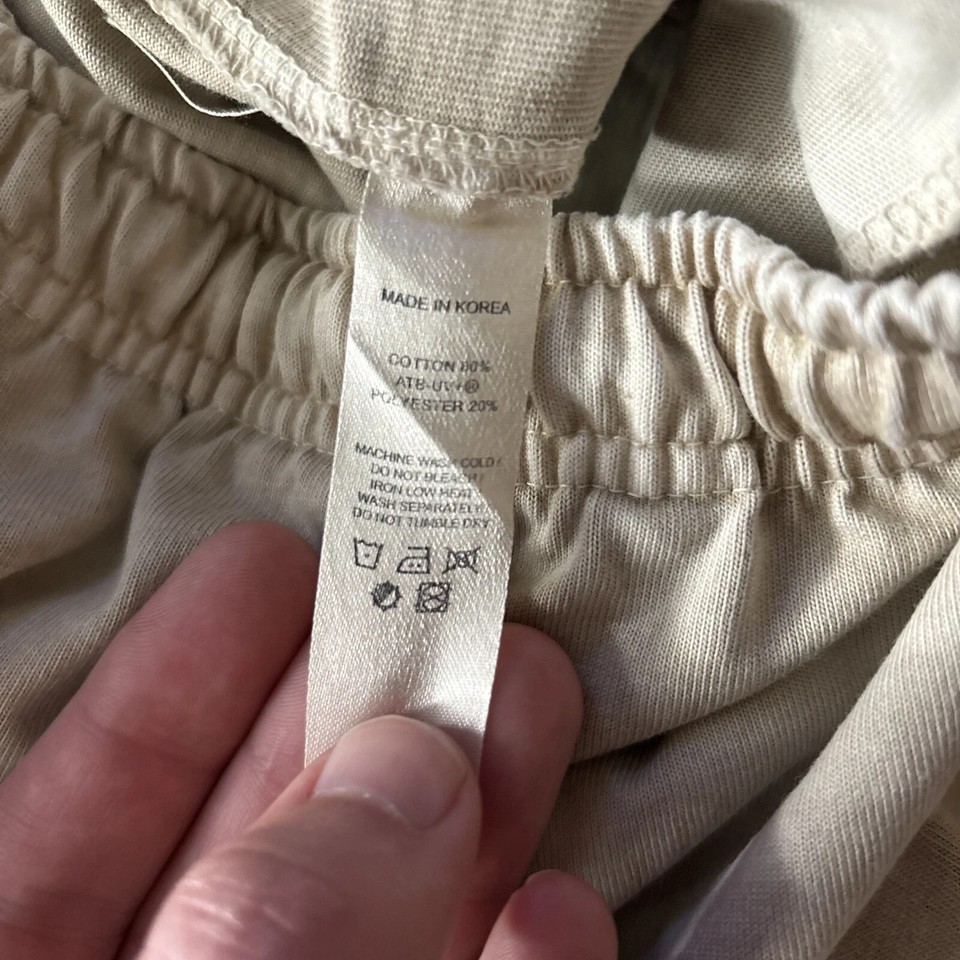 MADE IN KOREA
COTTON 80%
ATB-UV+®
POLYESTER 20%
MACHINE WASH COLD/
DO NOT BLEACH/
IRON LOW HEAT
WASH SEPARATELY/
DO NOT TUMBLE DRY